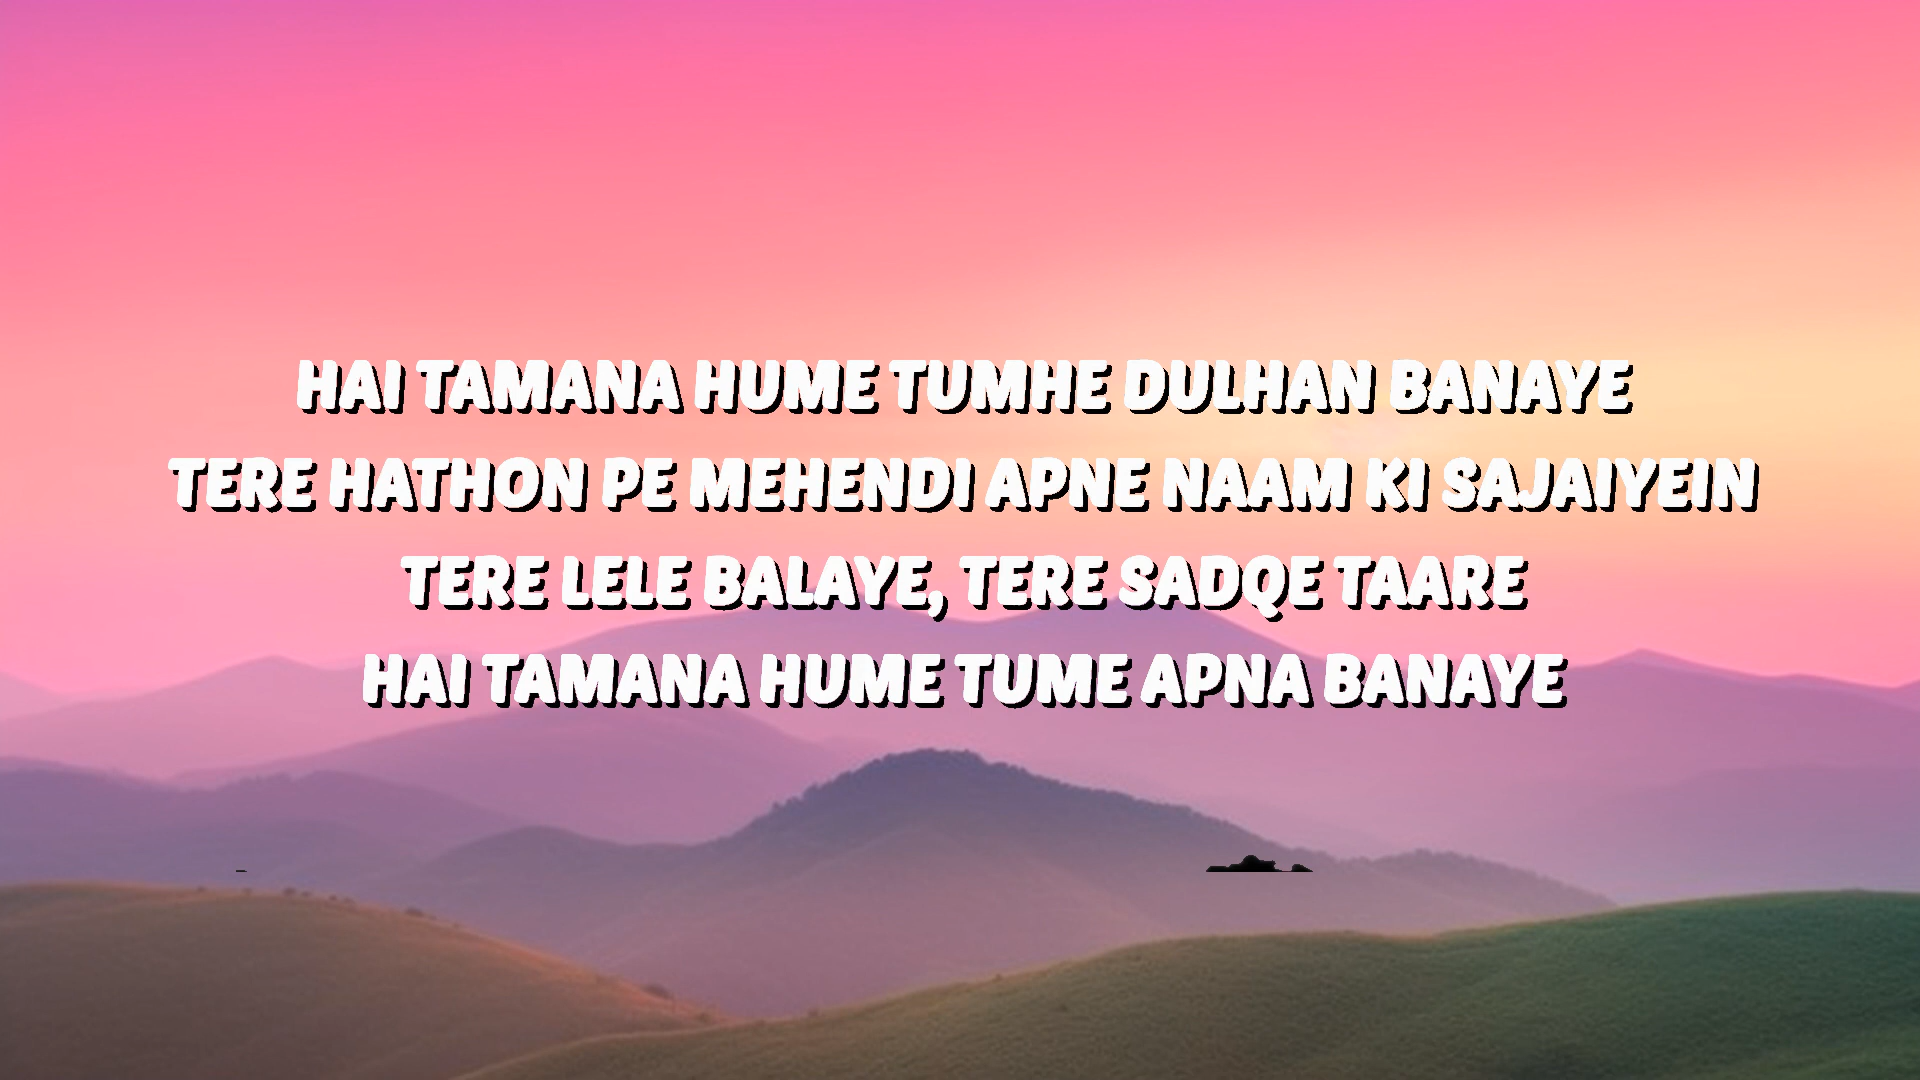 HAI TAMANA HUME TUMHE DULHAN BANAYE
TERE HATHON PE MEHENDI APNE NAAM KI SAJAIYEIN
TERE LELE BALAYE, TERE SADQE TAARE
HAI TAMANA HUME TUME APNA BANAYE